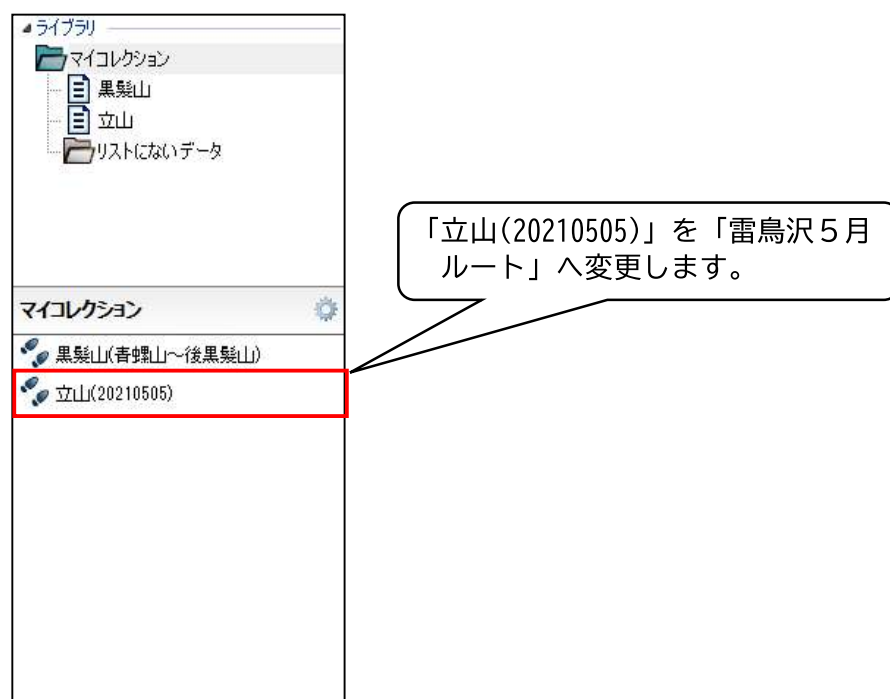 ライブラリ
マイコレクション
黒髪山
立山
リストにないデータ
「立山(20210505)」を「雷鳥沢５月
ルート」へ変更します。
マイコレクション
黒髪山(青螺山～後黒髪山)
立山(20210505)